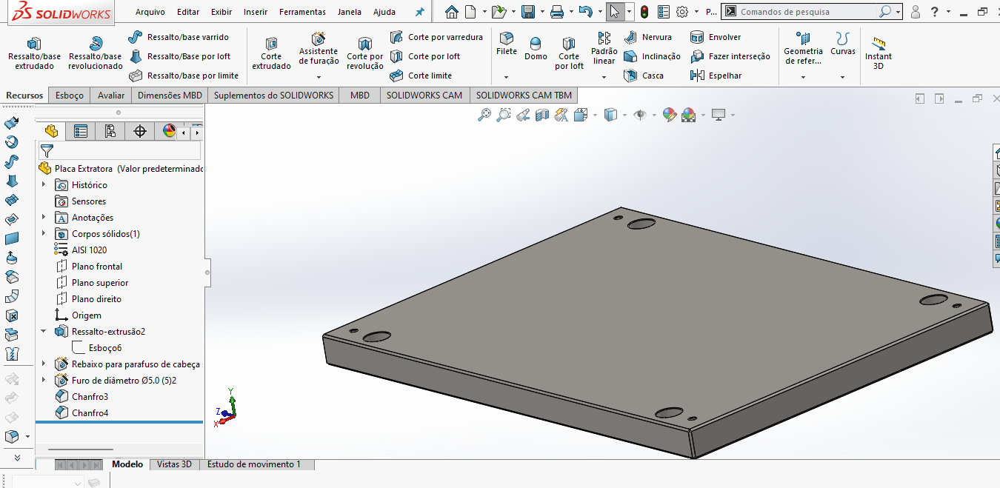 SOLIDWORKS
Arquivo Editar Exibir Inserir Ferramentas Janela Ajuda
P... Comandos de pesquisa ?
Ressalto/base extrudado
Ressalto/base revolucionado
Ressalto/base varrido
Ressalto/Base por loft
Ressalto/base por limite
Corte extrudado
Assistente de furação
Corte por revolução
Corte por varredura
Corte por loft
Corte limite
Filete
Domo
Corte por loft
Padrão linear
Nervura
Inclinação
Casca
Envolver
Fazer interseção
Espelhar
Geometria de refer...
Curvas
Instant 3D
Recursos Esboço Avaliar Dimensões MBD Suplementos do SOLIDWORKS MBD SOLIDWORKS CAM SOLIDWORKS CAM TBM
Placa Extratora (Valor predeterminado
Histórico
Sensores
Anotações
Corpos sólidos(1)
AISI 1020
Plano frontal
Plano superior
Plano direito
Origem
Ressalto-extrusão2
Esboço6
Rebaixo para parafuso de cabeça
Furo de diâmetro Ø5.0 (5)2
Chanfro3
Chanfro4
Y
Z
X
Modelo Vistas 3D Estudo de movimento 1